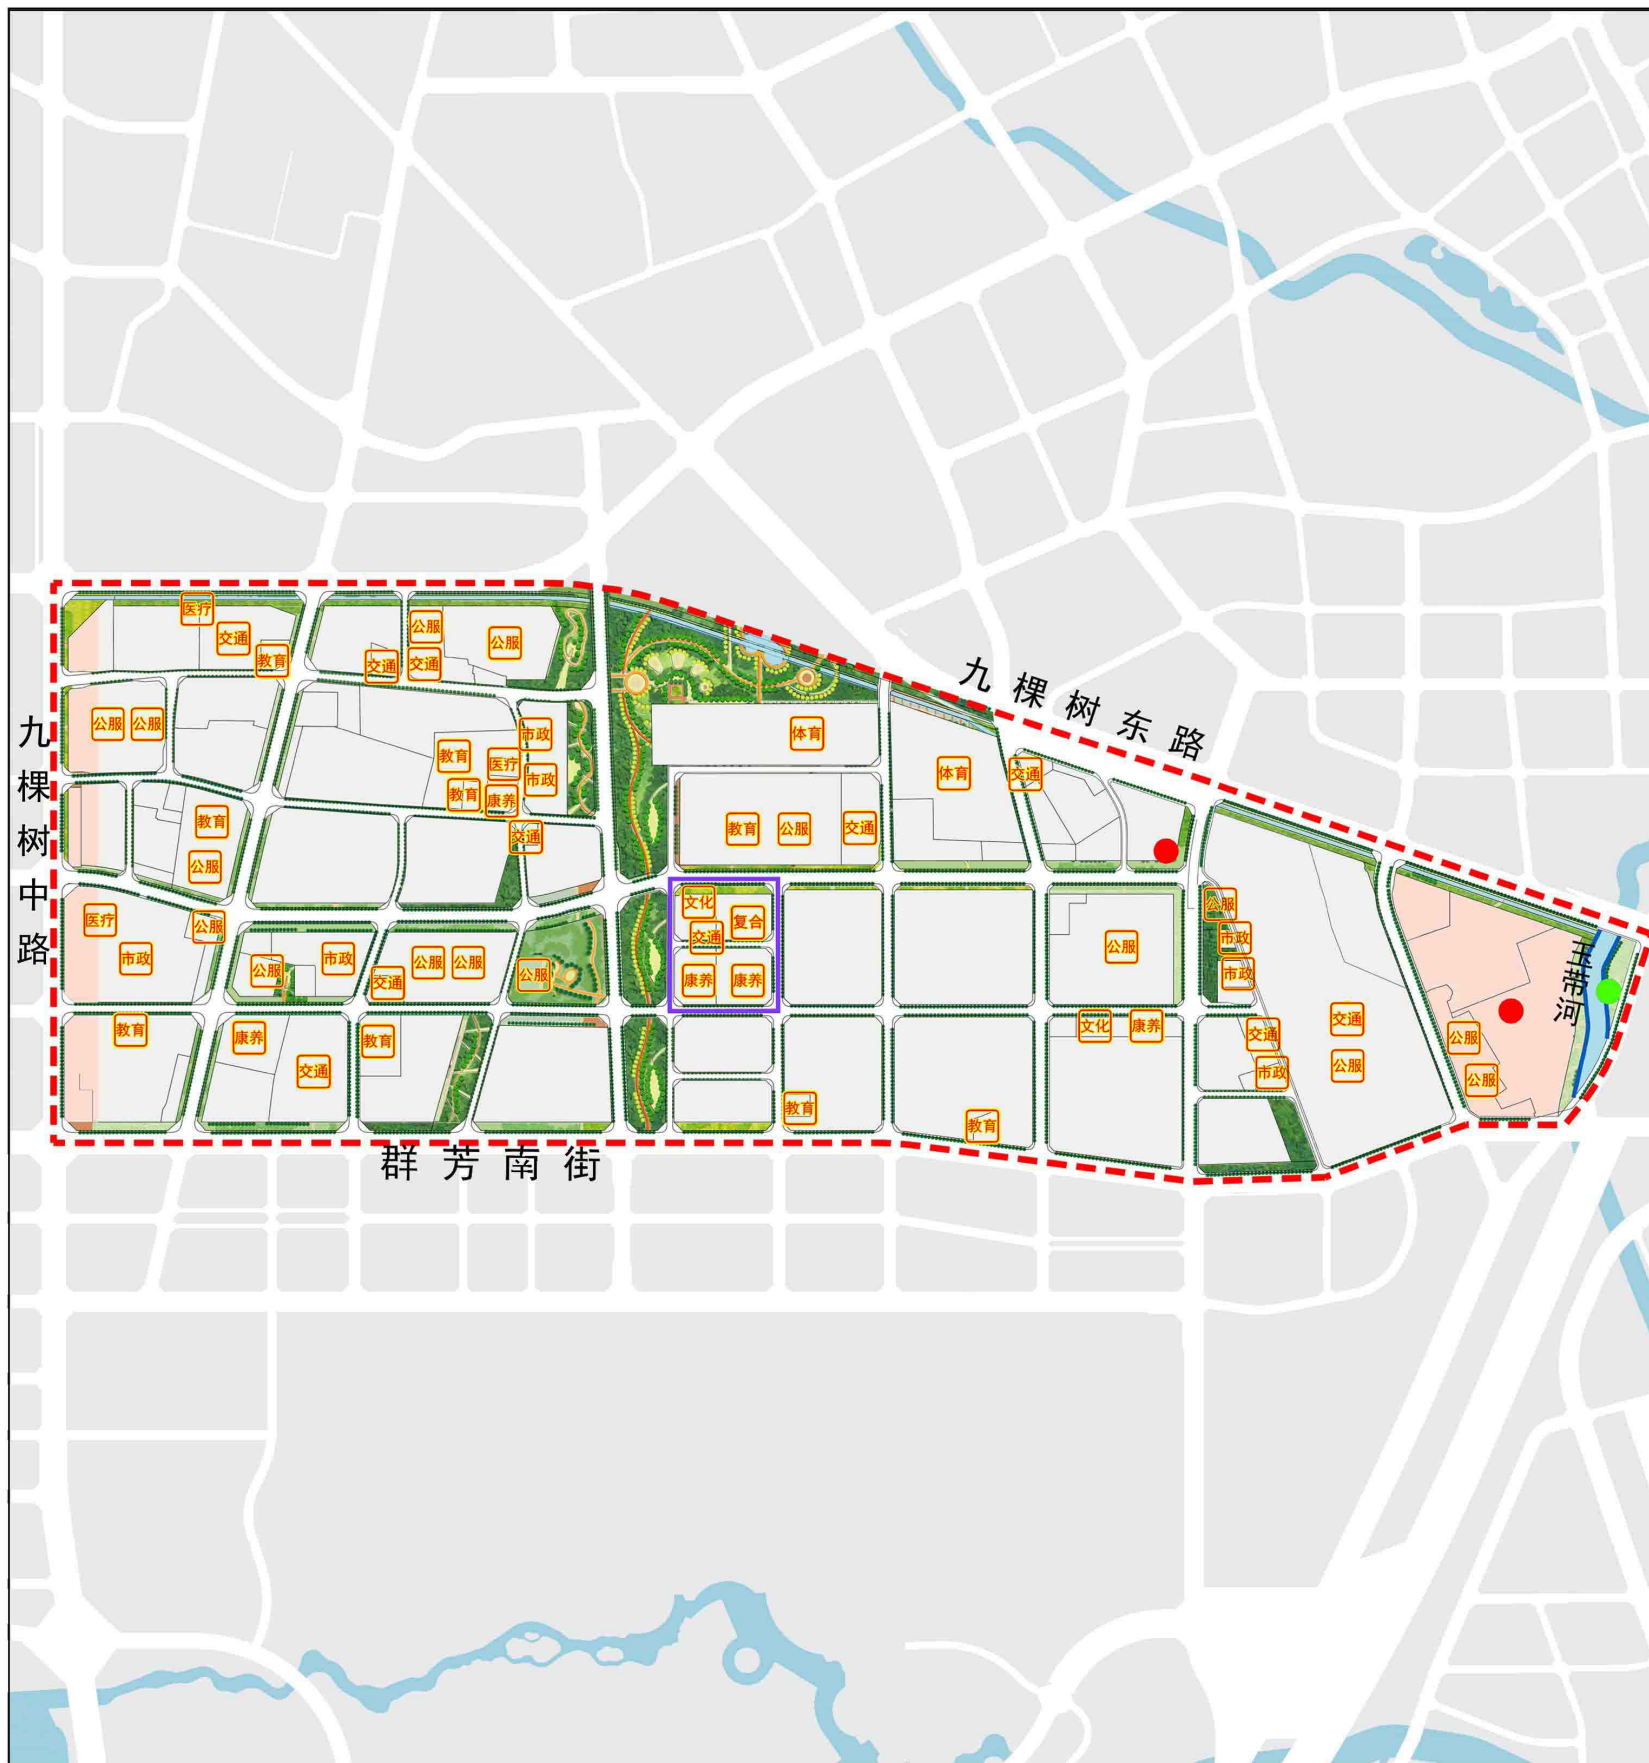 医疗
公服
交通
公服
教育
交通
交通
九棵树东路
公服
公服
市政
体育
教育
医疗
体育
交通
市政
教育
康养
九棵树中路
教育
交通
教育
公服
交通
公服
文化
公服
医疗
公服
复合
交通
市政
公服
市政
玉带河
市政
公服
公服
公服
公服
市政
交通
康养
康养
交通
教育
文化
康养
康养
教育
交通
公服
交通
公服
市政
公服
教育
教育
群芳南街